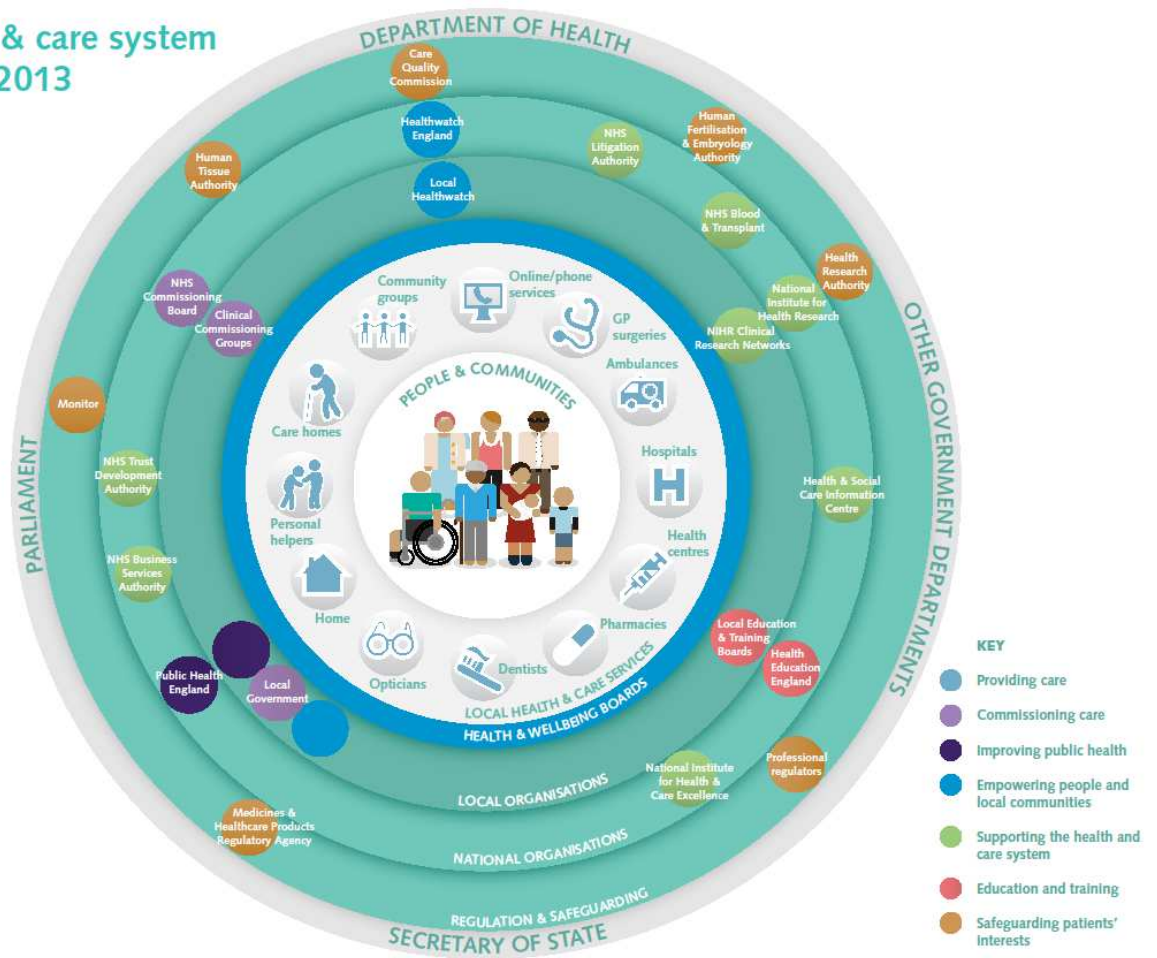 & care system
2013
DEPARTMENT OF HEALTH
OTHER GOVERNMENT DEPARTMENTS
SECRETARY OF STATE
PARLIAMENT
Care
Quality
Commission
Healthwatch
England
Local
Healthwatch
Human
Tissue
Authority
NHS
Litigation
Authority
Human
Fertilisation
& Embryology
Authority
NHS Blood
& Transplant
Health
Research
Authority
National
Institute for
Health Research
NIHR Clinical
Research Networks
NHS
Commissioning
Board
Clinical
Commissioning
Groups
Monitor
NHS Trust
Development
Authority
NHS Business
Services
Authority
Public Health
England
Local
Government
Medicines &
Healthcare Products
Regulatory Agency
Health & Social
Care Information
Centre
Local Education
& Training
Boards
Health
Education
England
Professional
regulators
National Institute
for Health &
Care Excellence
Community
groups
Online/phone
services
GP
surgeries
Ambulances
Hospitals
Health
centres
Pharmacies
Dentists
Opticians
Home
Personal
helpers
Care homes
PEOPLE & COMMUNITIES
LOCAL HEALTH & CARE SERVICES
HEALTH & WELLBEING BOARDS
LOCAL ORGANISATIONS
NATIONAL ORGANISATIONS
REGULATION & SAFEGUARDING
KEY
Providing care
Commissioning care
Improving public health
Empowering people and
local communities
Supporting the health and
care system
Education and training
Safeguarding patients'
interests